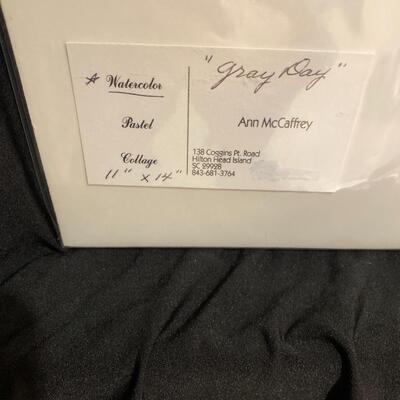 ☆ Watercolor
Pastel
Collage
11" x 14"
"Gray Day"
Ann McCaffrey
138 Coggins Pt. Road
Hilton Head Island
SC 29928
843-681-3764